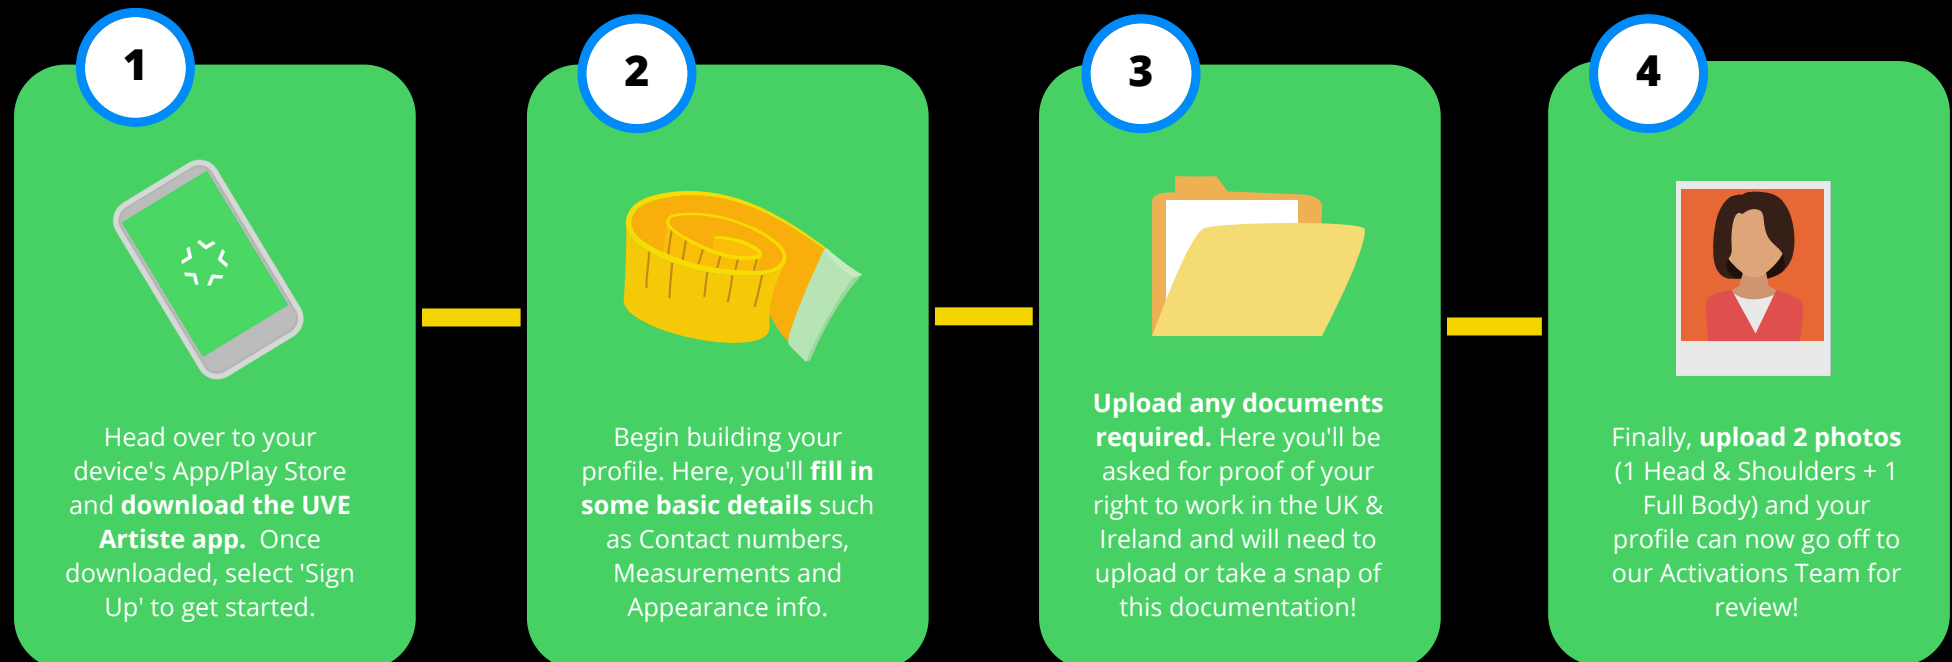 1
Head over to your
device's App/Play Store
and download the UVE
Artiste app. Once
downloaded, select 'Sign
Up' to get started.
2
Begin building your
profile. Here, you'll fill in
some basic details such
as Contact numbers,
Measurements and
Appearance info.
3
Upload any documents
required. Here you'll be
asked for proof of your
right to work in the UK &
Ireland and will need to
upload or take a snap of
this documentation!
4
Finally, upload 2 photos
(1 Head & Shoulders + 1
Full Body) and your
profile can now go off to
our Activations Team for
review!